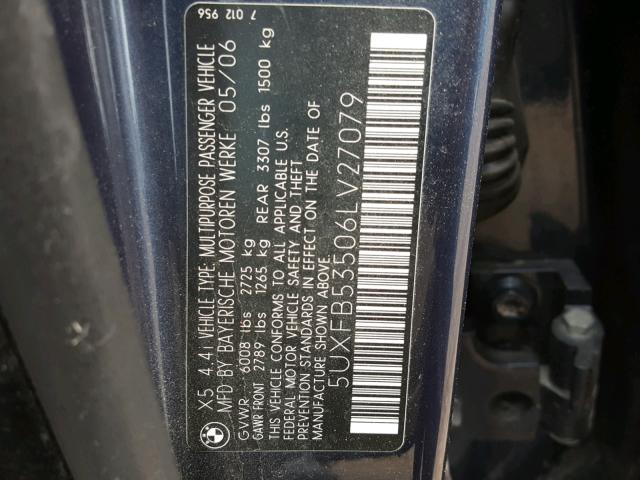 7 012 956
X5 4.4i VEHICLE TYPE: MULTIPURPOSE PASSENGER VEHICLE
MFD BY BAYERISCHE MOTOREN WERKE 05/06
GVWR 6008 lbs 2725 kg
GAWR FRONT 2789 lbs 1265 kg REAR 3307 lbs 1500 kg
THIS VEHICLE CONFORMS TO ALL APPLICABLE U.S.
FEDERAL MOTOR VEHICLE SAFETY AND THEFT
PREVENTION STANDARDS IN EFFECT ON THE DATE OF
MANUFACTURE SHOWN ABOVE.
5UXFB53506LV27079